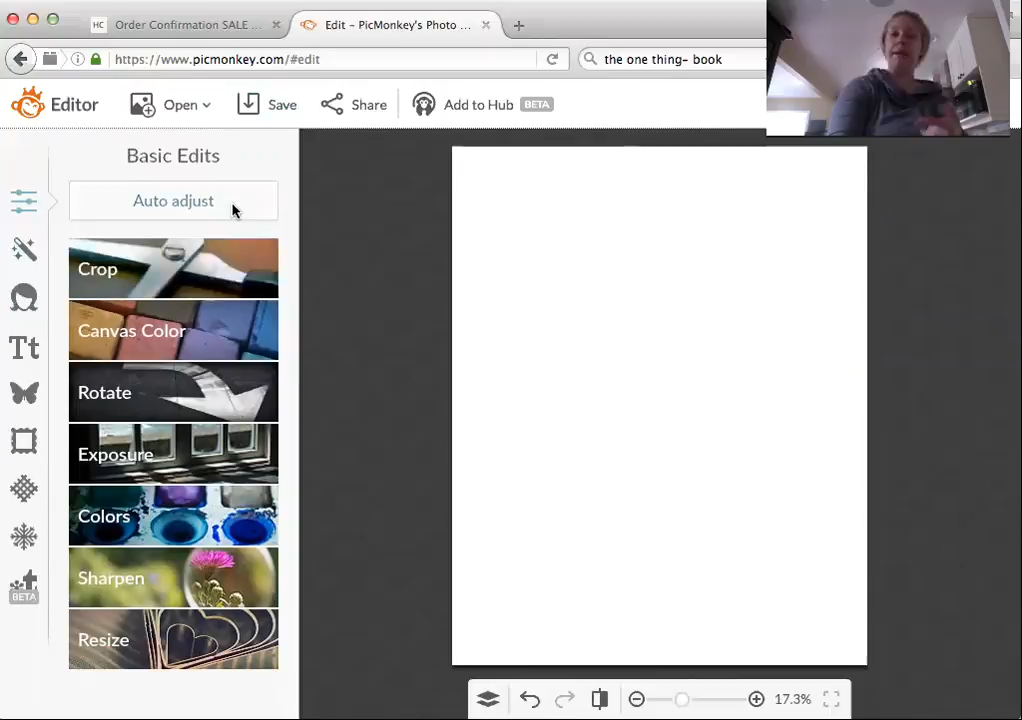 HC Order Confirmation SALE ...
Edit – PicMonkey's Photo ...
https://www.picmonkey.com/#edit
the one thing– book
Editor
Open
Save
Share
Add to Hub BETA
Basic Edits
Auto adjust
Crop
Canvas Color
Rotate
Exposure
Colors
Sharpen
Resize
Tt
BETA
17.3%